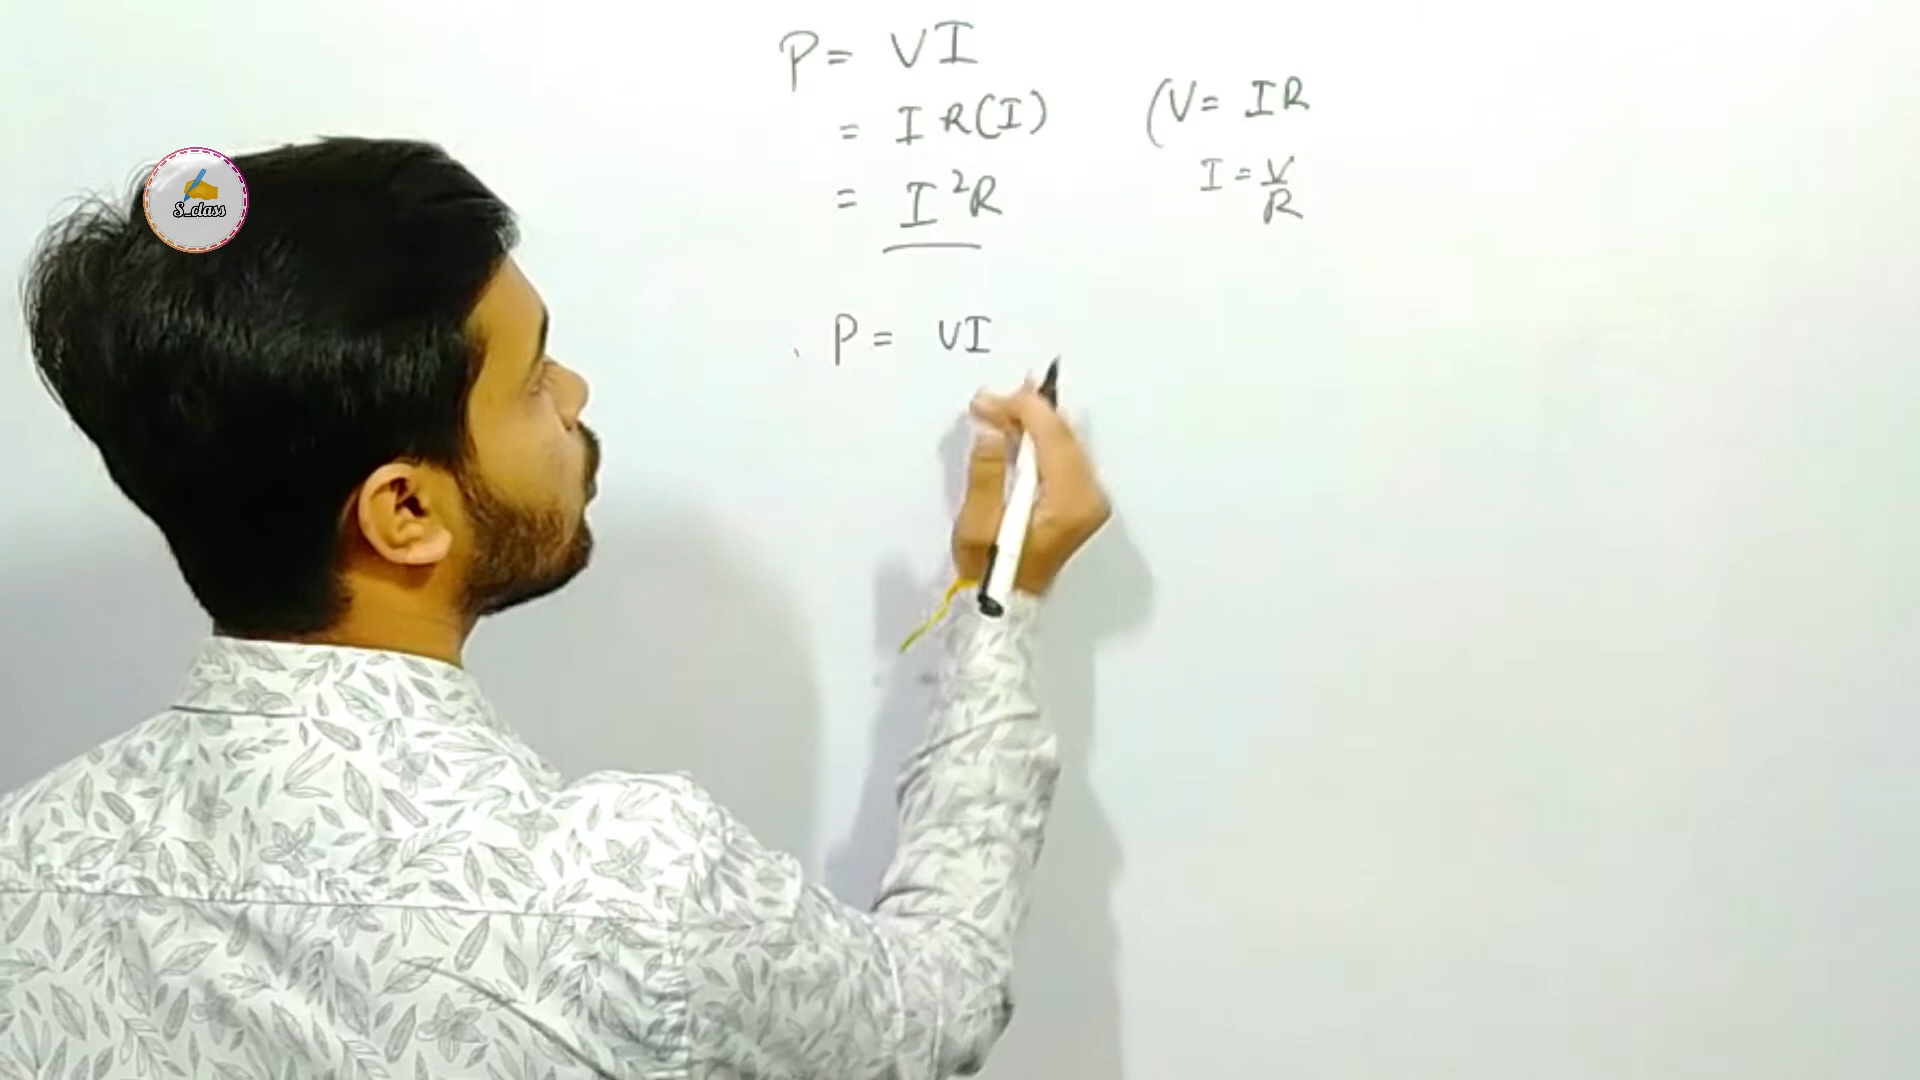 P = VI
= IR(I)
= I²R
(V = IR
I = V/R
P = VI
S_class